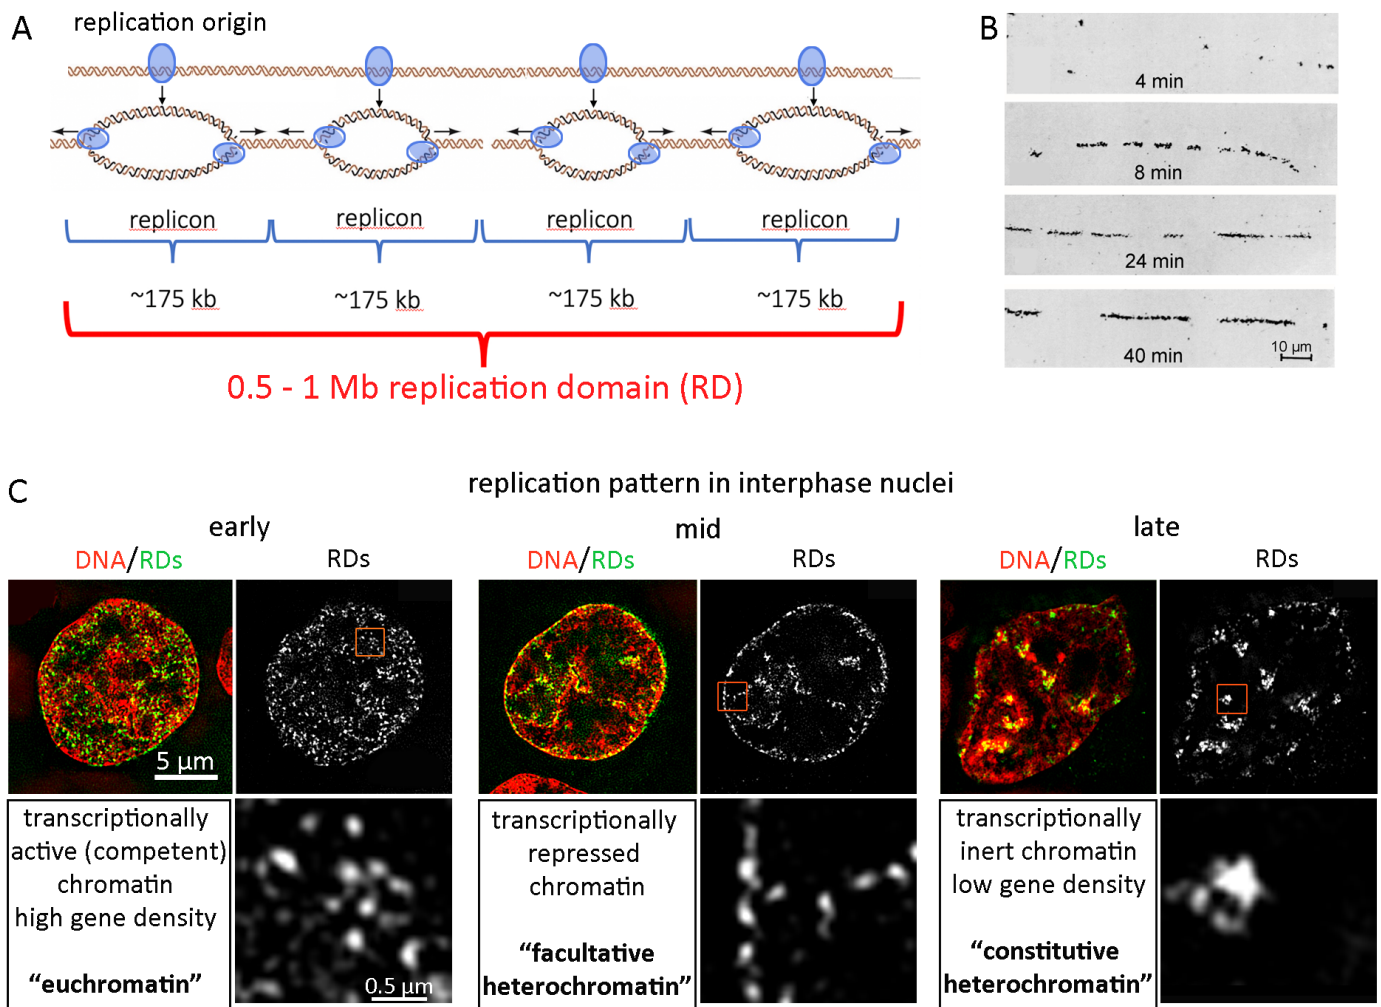 A
replication origin
replicon replicon replicon replicon
~175 kb ~175 kb ~175 kb ~175 kb
0.5 - 1 Mb replication domain (RD)
B
4 min
8 min
24 min
40 min
10 µm
C
replication pattern in interphase nuclei
early
DNA/RDs RDs
5 µm
transcriptionally
active (competent)
chromatin
high gene density
“euchromatin”
0.5 µm
mid
DNA/RDs RDs
transcriptionally
repressed
chromatin
“facultative
heterochromatin”
late
DNA/RDs RDs
transcriptionally
inert chromatin
low gene density
“constitutive
heterochromatin”